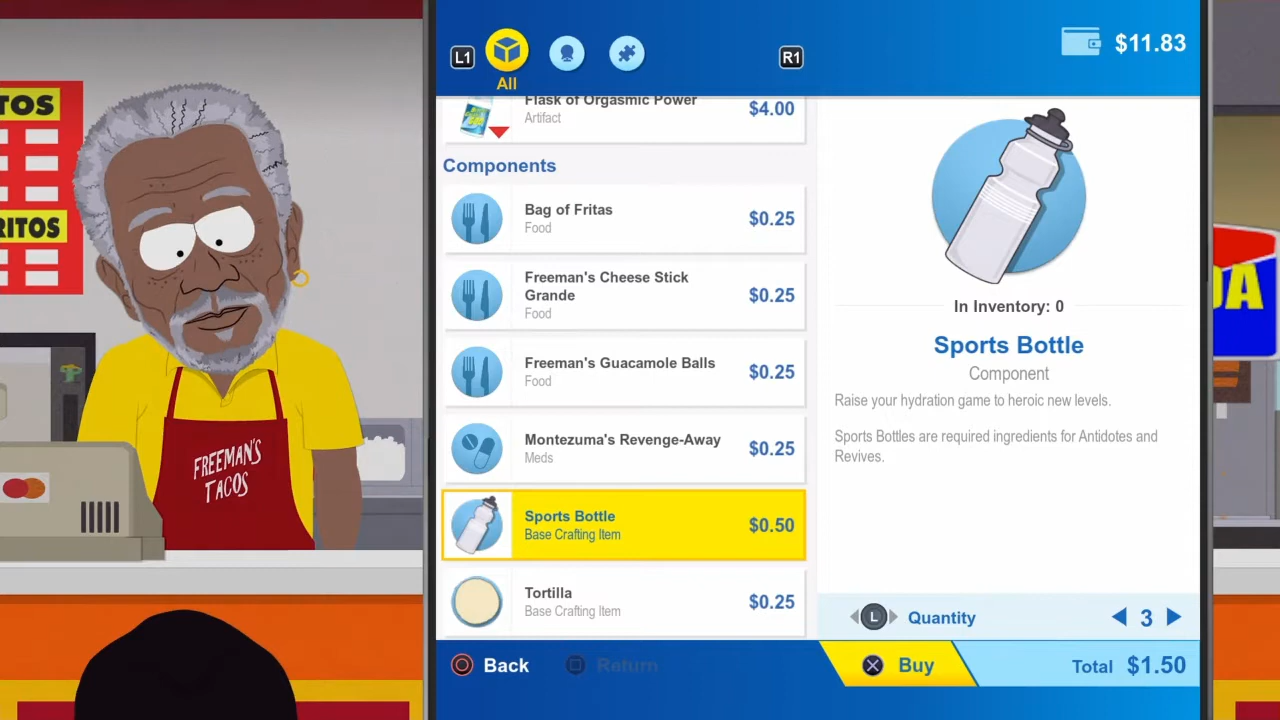 TOS
RITOS
FREEMAN'S
TACOS
DA
L1
All
R1
$11.83
Flask of Orgasmic Power
Artifact
$4.00
Components
Bag of Fritas
Food
$0.25
Freeman's Cheese Stick
Grande
Food
$0.25
Freeman's Guacamole Balls
Food
$0.25
Montezuma's Revenge-Away
Meds
$0.25
Sports Bottle
Base Crafting Item
$0.50
Tortilla
Base Crafting Item
$0.25
In Inventory: 0
Sports Bottle
Component
Raise your hydration game to heroic new levels.
Sports Bottles are required ingredients for Antidotes and
Revives.
L Quantity 3
Back
Return
Buy
Total $1.50